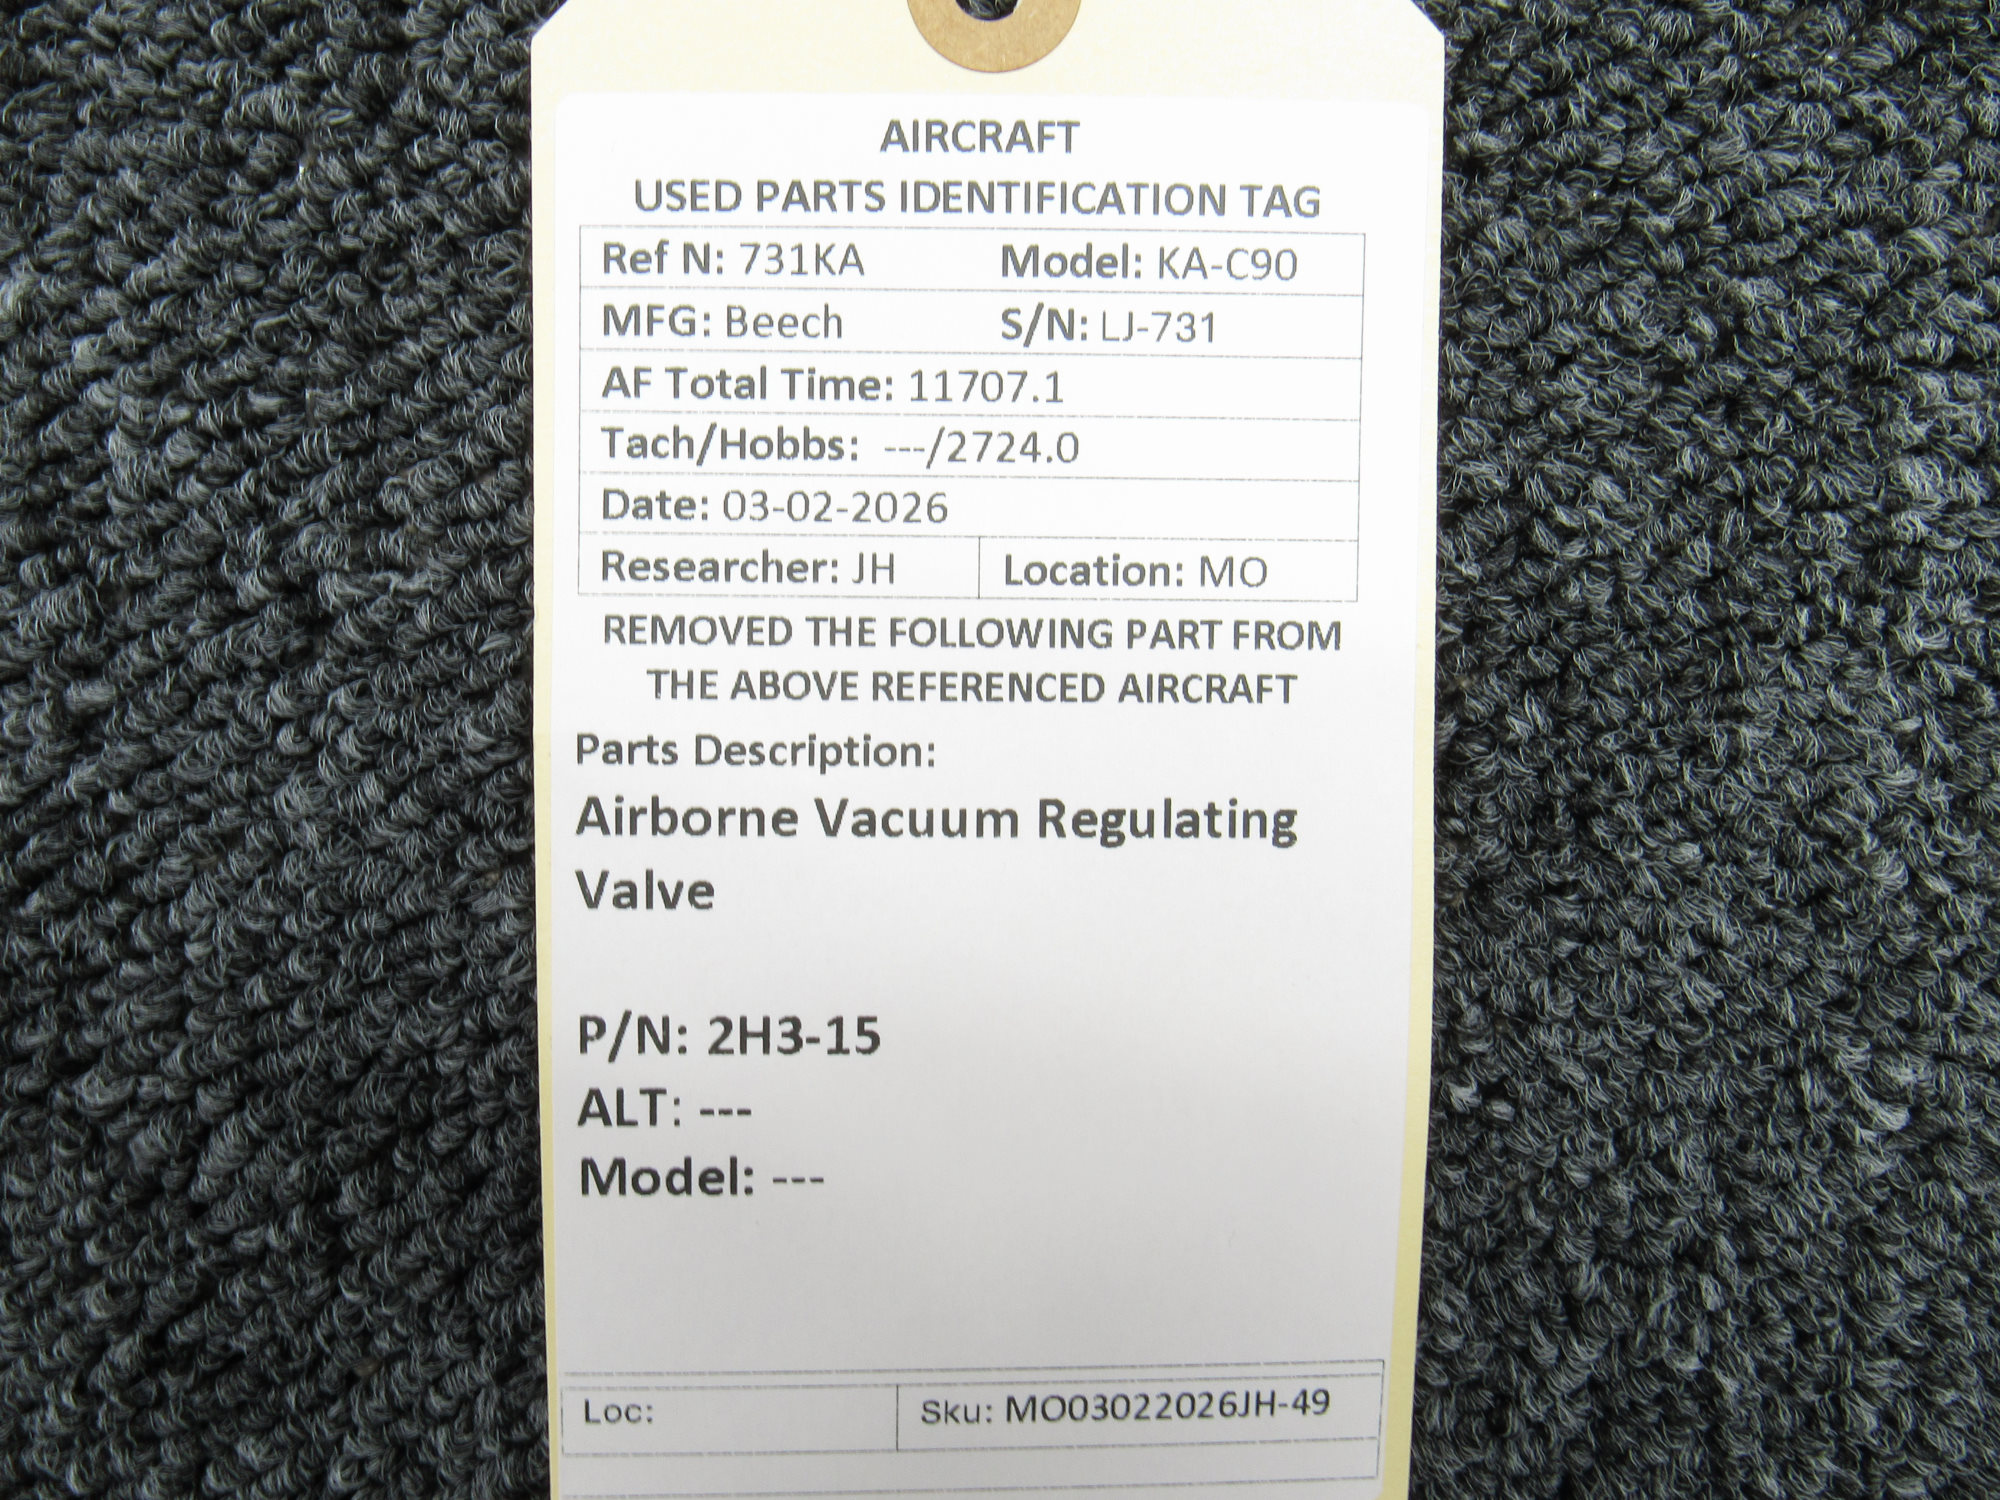 AIRCRAFT
USED PARTS IDENTIFICATION TAG
Ref N: 731KA Model: KA-C90
MFG: Beech S/N: LJ-731
AF Total Time: 11707.1
Tach/Hobbs: ---/2724.0
Date: 03-02-2026
Researcher: JH Location: MO
REMOVED THE FOLLOWING PART FROM
THE ABOVE REFERENCED AIRCRAFT
Parts Description:
Airborne Vacuum Regulating
Valve
P/N: 2H3-15
ALT: ---
Model: ---
Loc: Sku: MO03022026JH-49